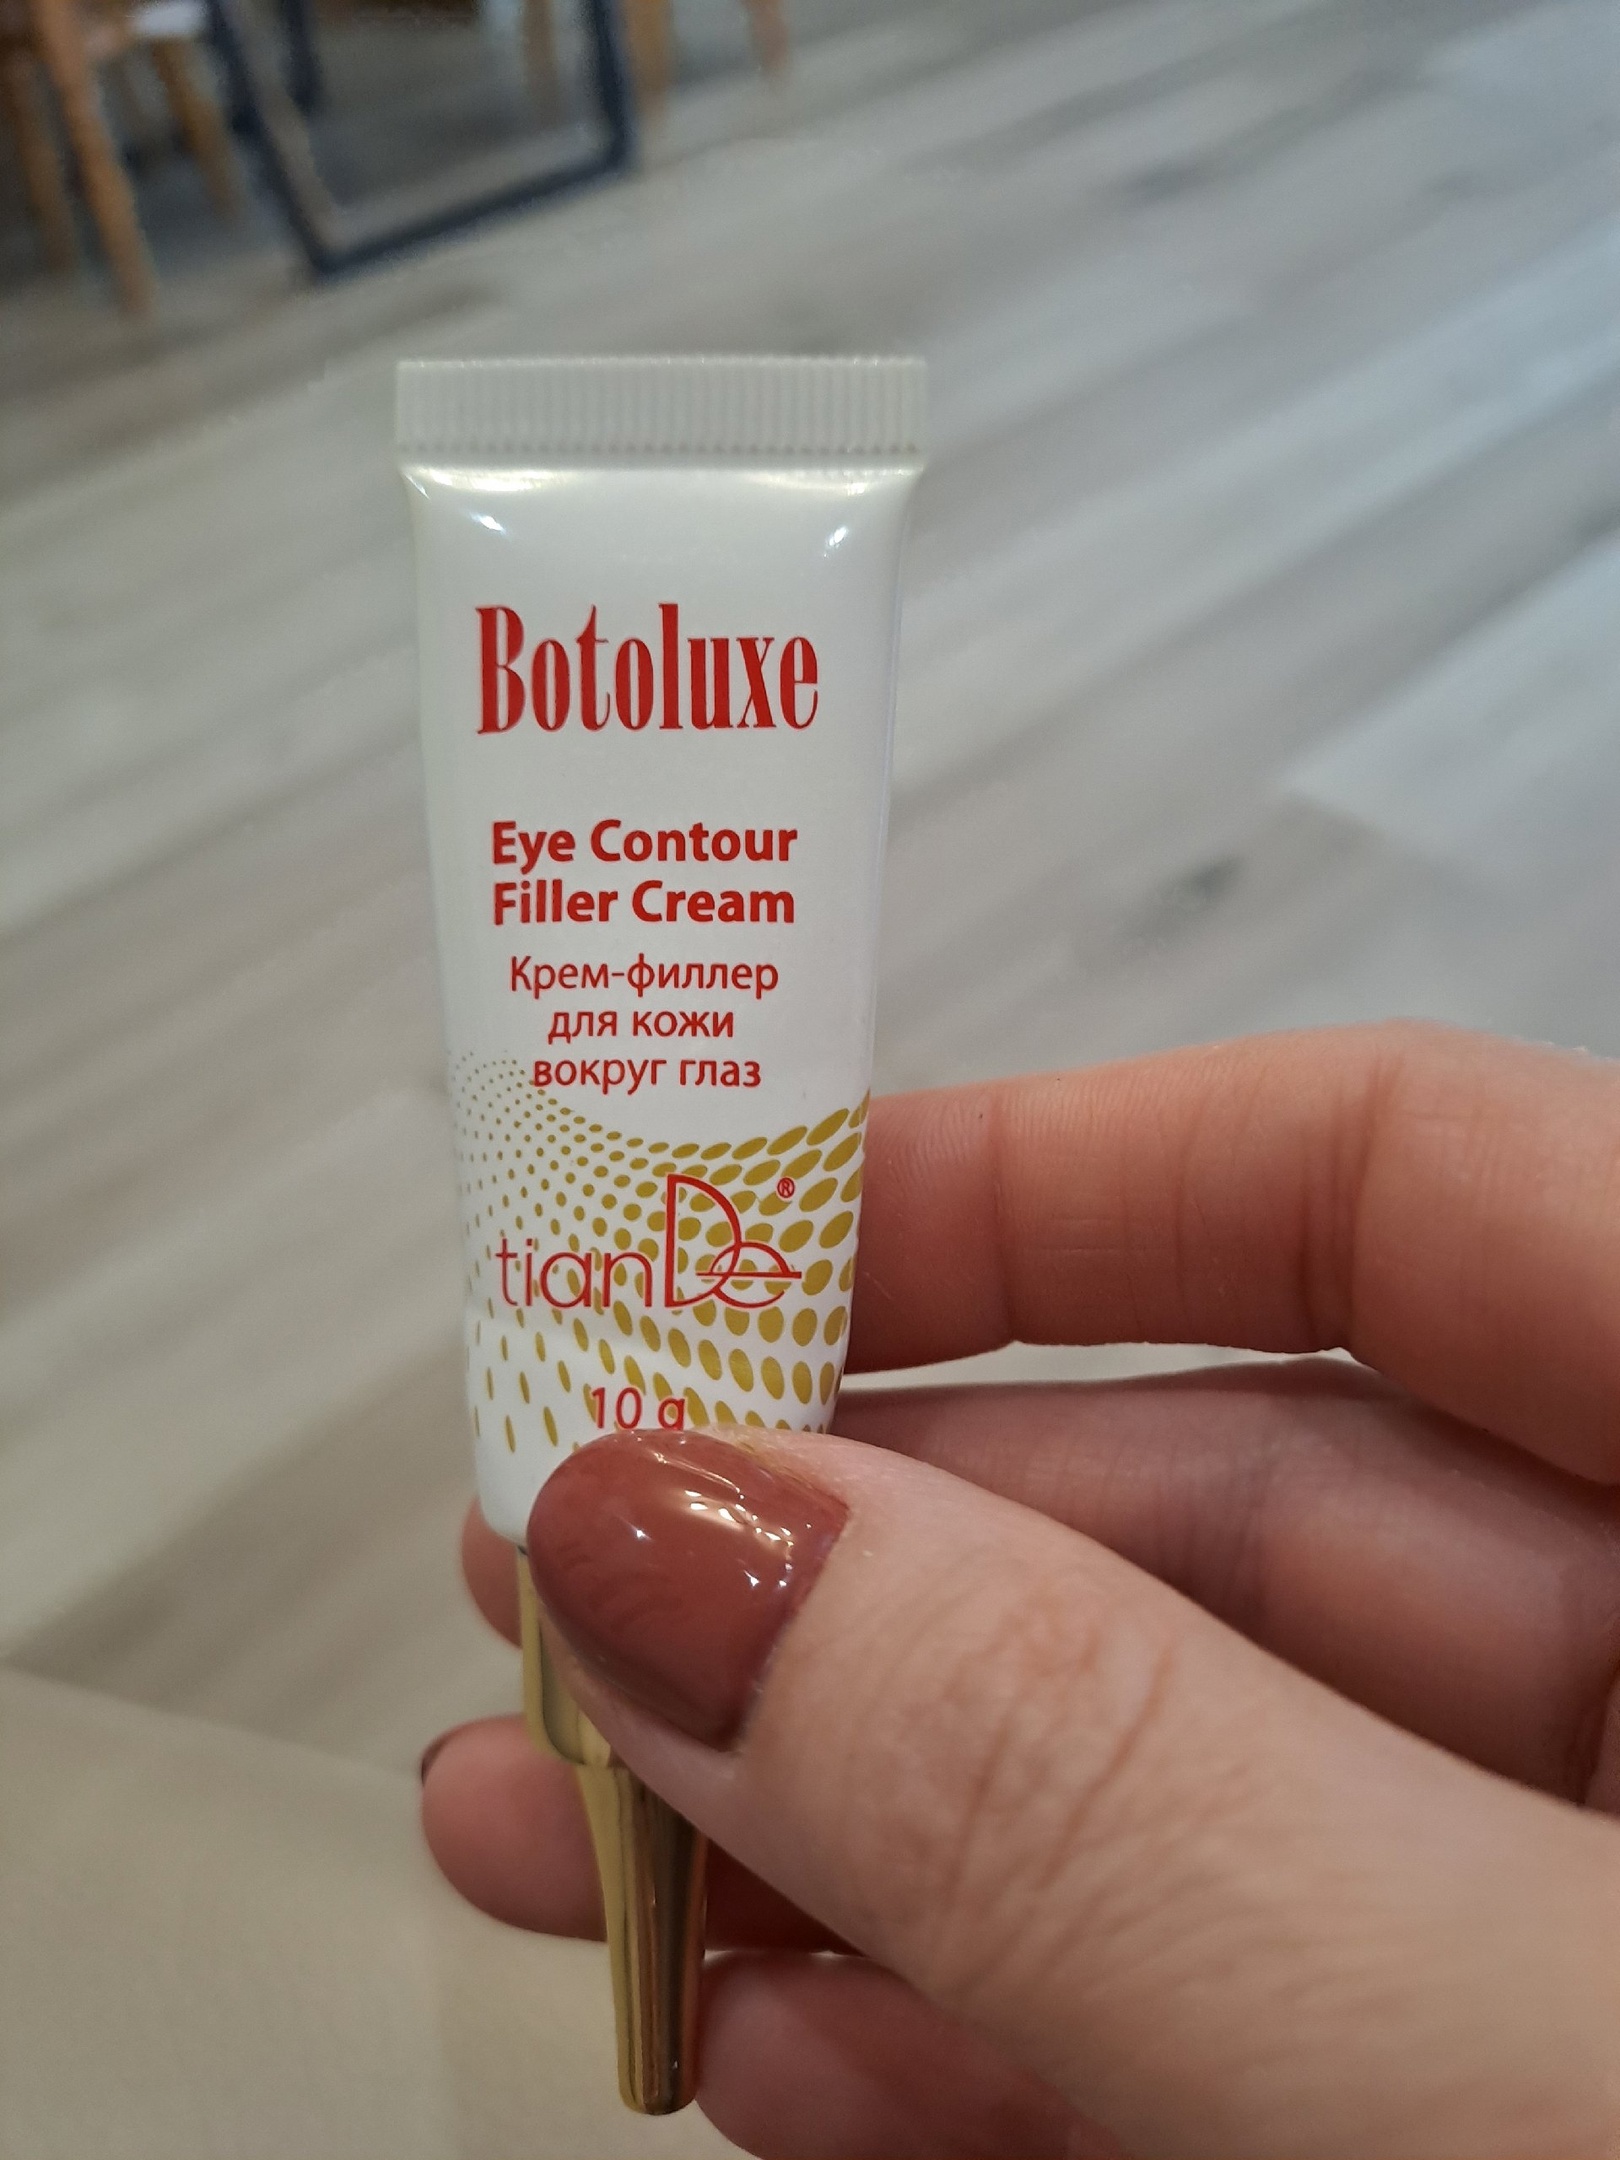 Botoluxe
Eye Contour
Filler Cream
Крем-филлер
для кожи
вокруг глаз
tianDe®
10 g